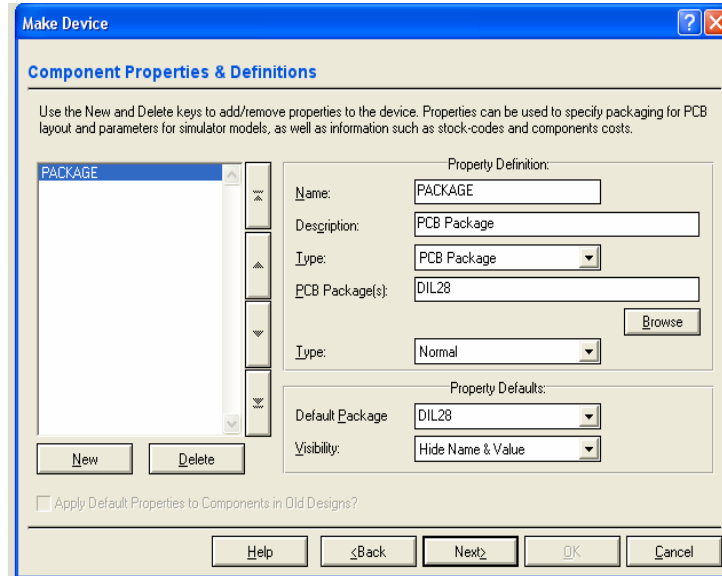 Make Device
Component Properties & Definitions
Use the New and Delete keys to add/remove properties to the device. Properties can be used to specify packaging for PCB
layout and parameters for simulator models, as well as information such as stock-codes and components costs.
PACKAGE
Property Definition:
Name: PACKAGE
Description: PCB Package
Type: PCB Package
PCB Package(s): DIL28
Browse
Type: Normal
Property Defaults:
Default Package DIL28
Visibility: Hide Name & Value
New Delete
Apply Default Properties to Components in Old Designs?
Help <Back Next> OK Cancel